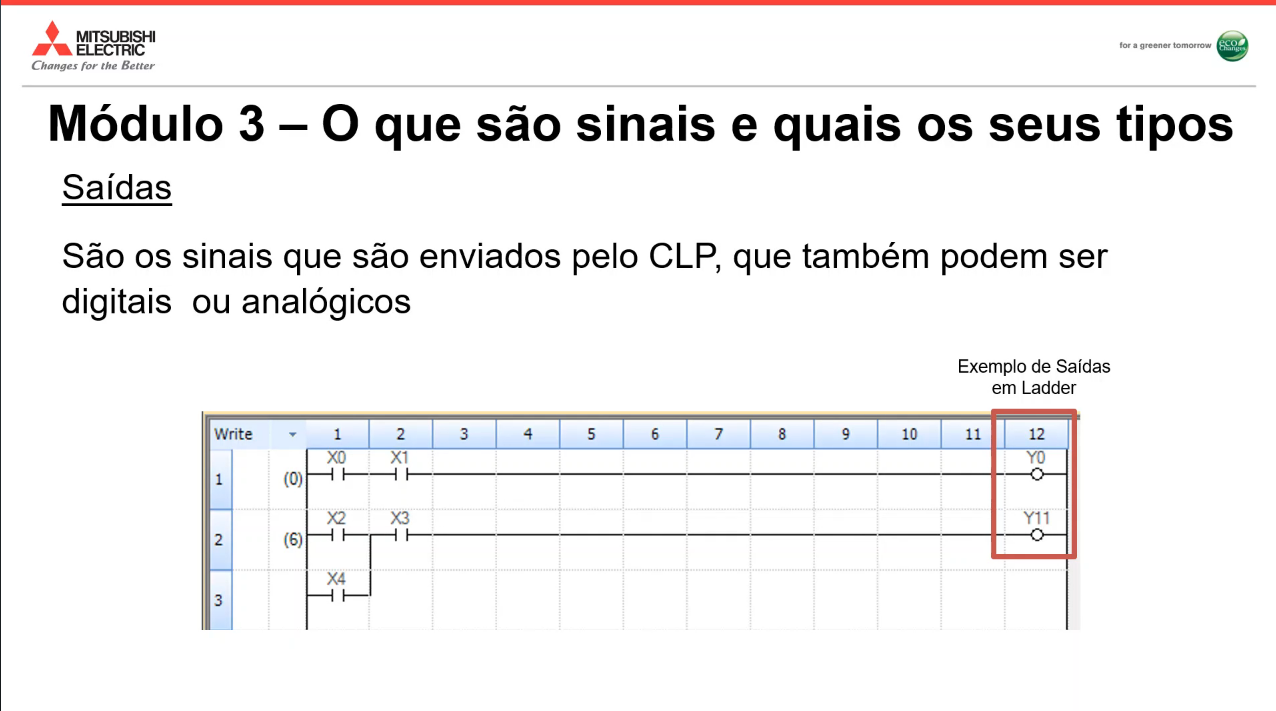 MITSUBISHI
ELECTRIC
Changes for the Better
for a greener tomorrow
eco
Changes
Módulo 3 – O que são sinais e quais os seus tipos
Saídas
São os sinais que são enviados pelo CLP, que também podem ser
digitais ou analógicos
Exemplo de Saídas
em Ladder
Write 1 2 3 4 5 6 7 8 9 10 11 12
X0 X1 Y0
1 (0)
X2 X3 Y11
2 (6)
X4
3